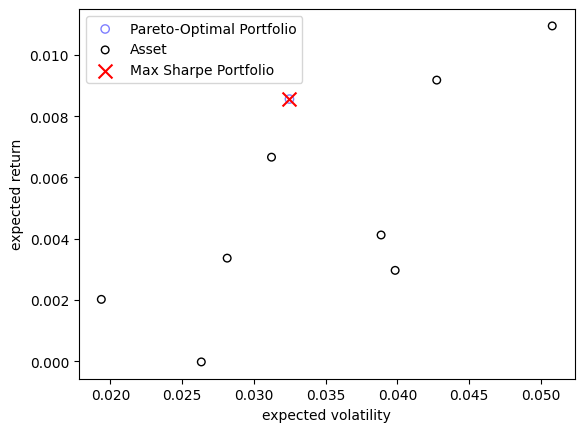 Pareto-Optimal Portfolio
Asset
Max Sharpe Portfolio
0.010
0.008
0.006
0.004
0.002
0.000
expected return
0.020 0.025 0.030 0.035 0.040 0.045 0.050
expected volatility